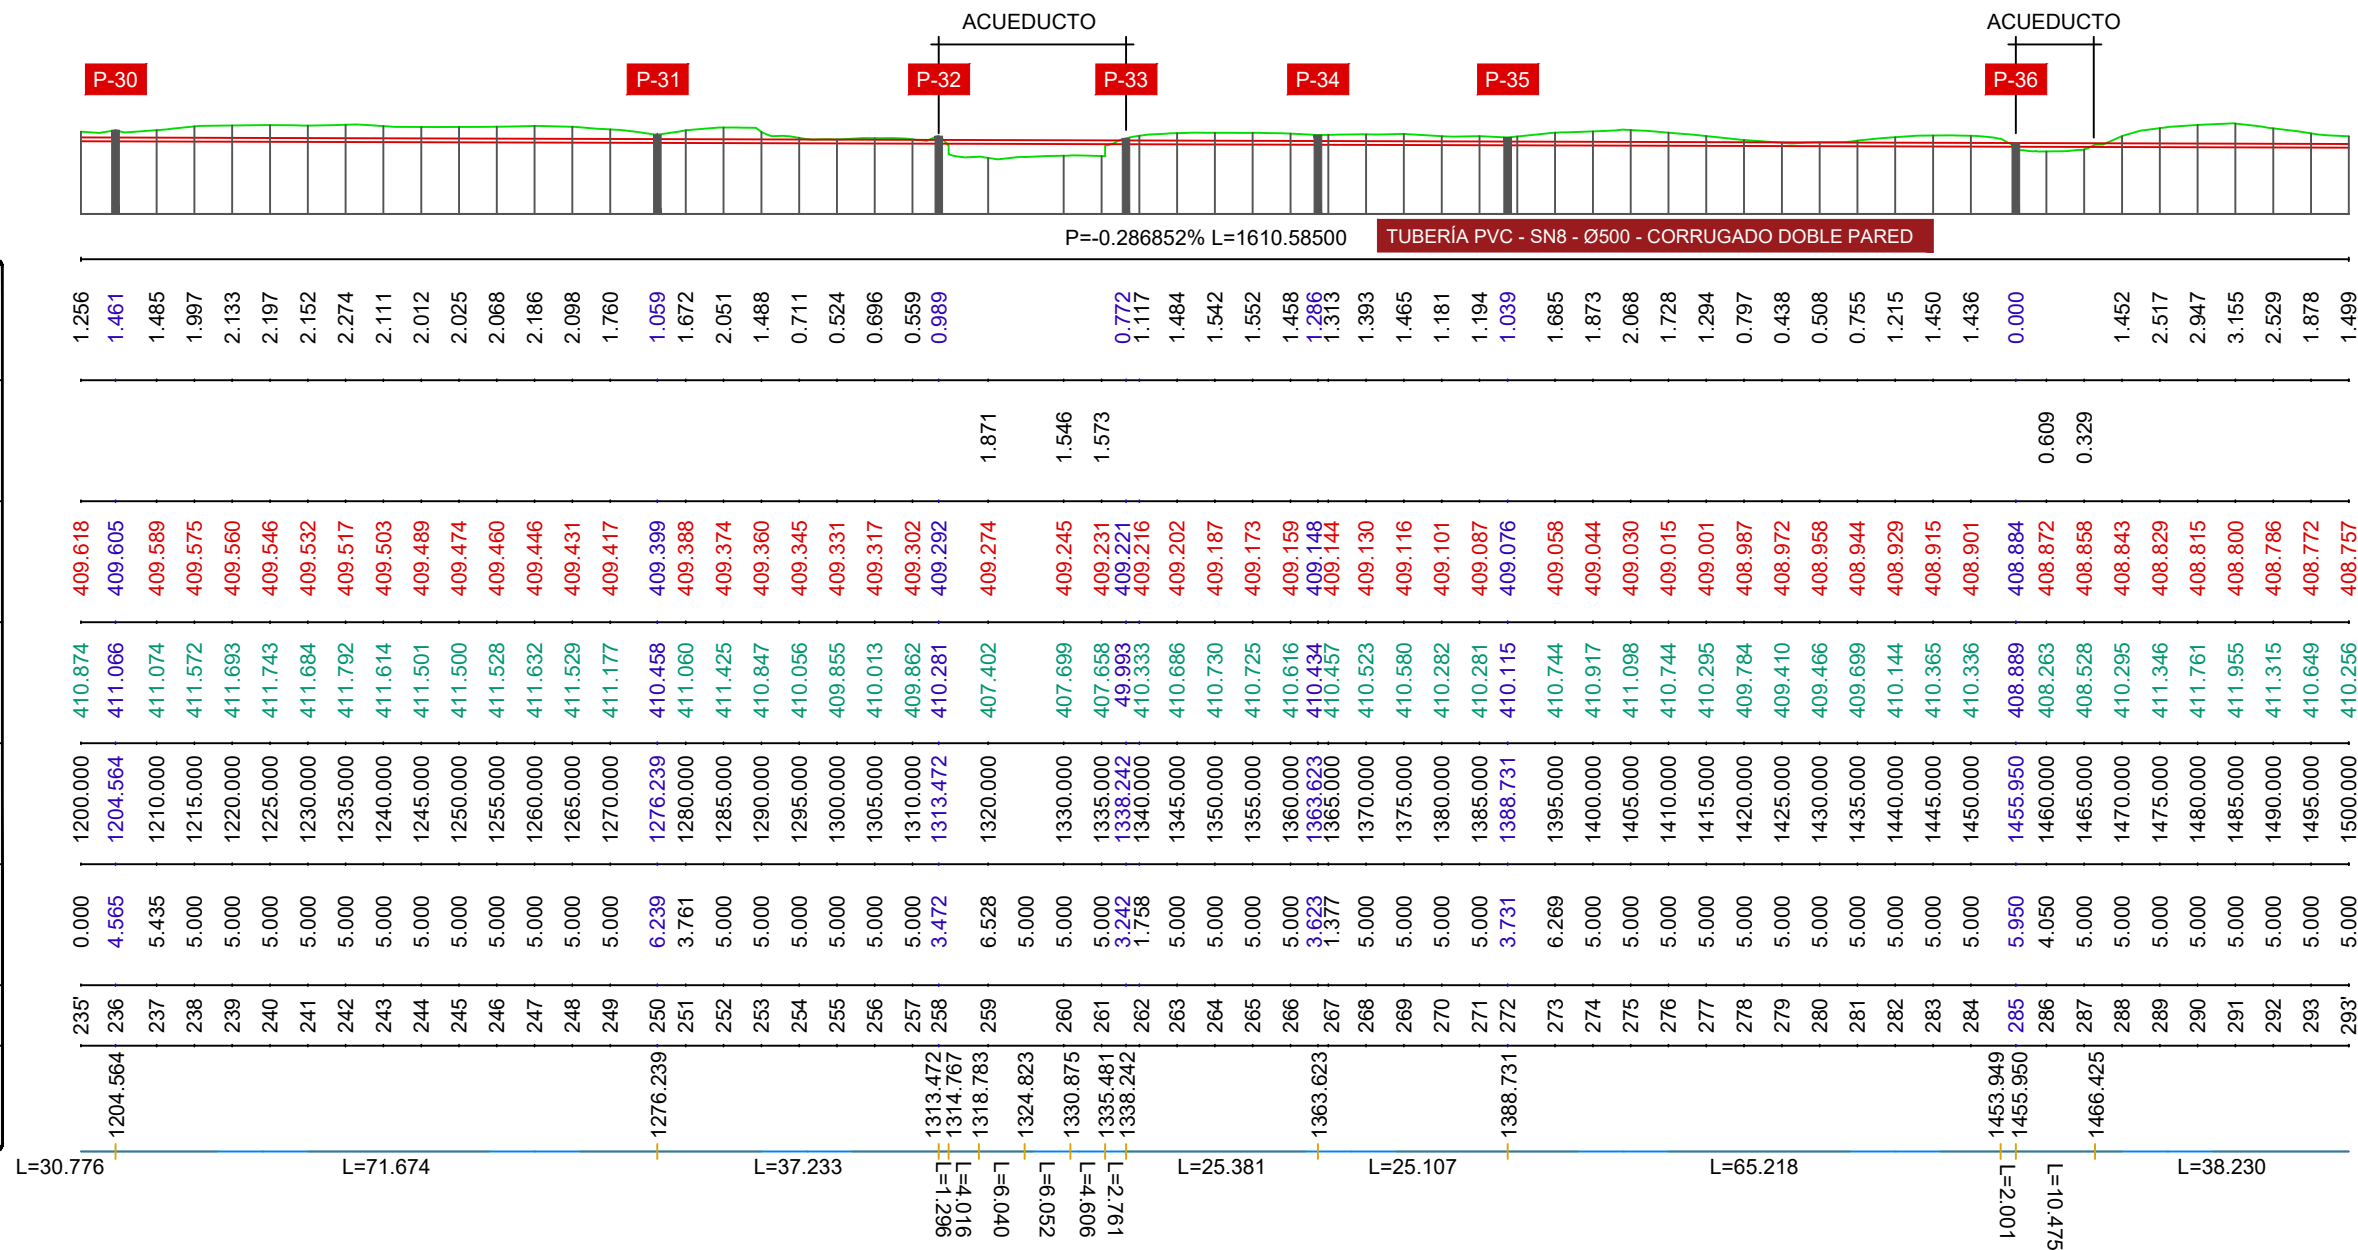 ACUEDUCTO ACUEDUCTO
P-30 P-31 P-32 P-33 P-34 P-35 P-36
P=-0.286852% L=1610.58500 TUBERÍA PVC - SN8 - Ø500 - CORRUGADO DOBLE PARED
1.256 1.461 1.485 1.997 2.133 2.197 2.152 2.274 2.111 2.012 2.025 2.068 2.186 2.098 1.760 1.059 1.672 2.051 1.488 0.711 0.524 0.696 0.559 0.989 0.772 1.117 1.484 1.542 1.552 1.458 1.286 1.313 1.393 1.465 1.181 1.194 1.039 1.685 1.873 2.068 1.728 1.294 0.797 0.438 0.508 0.755 1.215 1.450 1.436 0.000 1.452 2.517 2.947 3.155 2.529 1.878 1.499
1.871 1.546 1.573 0.609 0.329
409.618 409.605 409.589 409.575 409.560 409.546 409.532 409.517 409.503 409.489 409.474 409.460 409.446 409.431 409.417 409.399 409.388 409.374 409.360 409.345 409.331 409.317 409.302 409.292 409.274 409.245 409.231 409.221 409.216 409.202 409.187 409.173 409.159 409.148 409.144 409.130 409.116 409.101 409.087 409.076 409.058 409.044 409.030 409.015 409.001 408.987 408.972 408.958 408.944 408.929 408.915 408.901 408.884 408.872 408.858 408.843 408.829 408.815 408.800 408.786 408.772 408.757
410.874 411.066 411.074 411.572 411.693 411.743 411.684 411.792 411.614 411.501 411.500 411.528 411.632 411.529 411.177 410.458 411.060 411.425 410.847 410.056 409.855 410.013 409.862 410.281 407.402 407.699 407.658 49.993 410.333 410.686 410.730 410.725 410.616 410.434 410.457 410.523 410.580 410.282 410.281 410.115 410.744 410.917 411.098 410.744 410.295 409.784 409.410 409.466 409.699 410.144 410.365 410.336 408.889 408.263 408.528 410.295 411.346 411.761 411.955 411.315 410.649 410.256
1200.000 1204.564 1210.000 1215.000 1220.000 1225.000 1230.000 1235.000 1240.000 1245.000 1250.000 1255.000 1260.000 1265.000 1270.000 1276.239 1280.000 1285.000 1290.000 1295.000 1300.000 1305.000 1310.000 1313.472 1320.000 1330.000 1335.000 1338.242 1340.000 1345.000 1350.000 1355.000 1360.000 1363.623 1365.000 1370.000 1375.000 1380.000 1385.000 1388.731 1395.000 1400.000 1405.000 1410.000 1415.000 1420.000 1425.000 1430.000 1435.000 1440.000 1445.000 1450.000 1455.950 1460.000 1465.000 1470.000 1475.000 1480.000 1485.000 1490.000 1495.000 1500.000
0.000 4.565 5.435 5.000 5.000 5.000 5.000 5.000 5.000 5.000 5.000 5.000 5.000 5.000 5.000 6.239 3.761 5.000 5.000 5.000 5.000 5.000 5.000 3.472 6.528 5.000 5.000 5.000 3.242 1.758 5.000 5.000 5.000 5.000 3.623 1.377 5.000 5.000 5.000 5.000 3.731 6.269 5.000 5.000 5.000 5.000 5.000 5.000 5.000 5.000 5.000 5.000 5.000 5.950 4.050 5.000 5.000 5.000 5.000 5.000 5.000 5.000 5.000
235' 236 237 238 239 240 241 242 243 244 245 246 247 248 249 250 251 252 253 254 255 256 257 258 259 260 261 262 263 264 265 266 267 268 269 270 271 272 273 274 275 276 277 278 279 280 281 282 283 284 285 286 287 288 289 290 291 292 293 293'
1204.564 1276.239 1313.472 1314.767 1318.783 1324.823 1330.875 1335.481 1338.242 1363.623 1388.731 1453.949 1455.950 1466.425
L=30.776 L=71.674 L=37.233 L=1.296 L=4.016 L=6.040 L=6.052 L=4.606 L=2.761 L=25.381 L=25.107 L=65.218 L=2.001 L=10.475 L=38.230